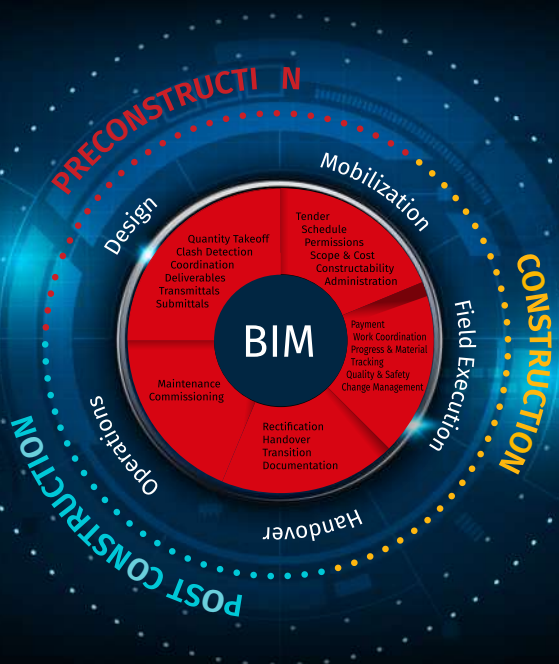 PRECONSTRUCTI N
Mobilization
Design
CONSTRUCTION
Field Execution
Tender
Schedule
Permissions
Scope & Cost
Constructability
Administration
Quantity Takeoff
Clash Detection
Coordination
Deliverables
Transmittals
Submittals
BIM
Payment
Work Coordination
Progress & Material
Tracking
Quality & Safety
Change Management
Maintenance
Commissioning
Rectification
Handover
Transition
Documentation
Operations
Handover
POST CONSTRUCTION